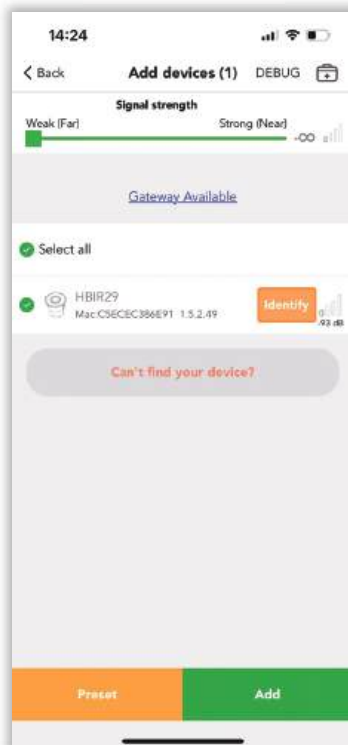 14:24
Back Add devices (1) DEBUG
Signal strength
Weak (Far) Strong (Near)
-∞
Gateway Available
Select all
HBIR29
Identify
Mac:C5ECEC386E91 1.5.2.49
-93 dB
Can't find your device?
Preset Add